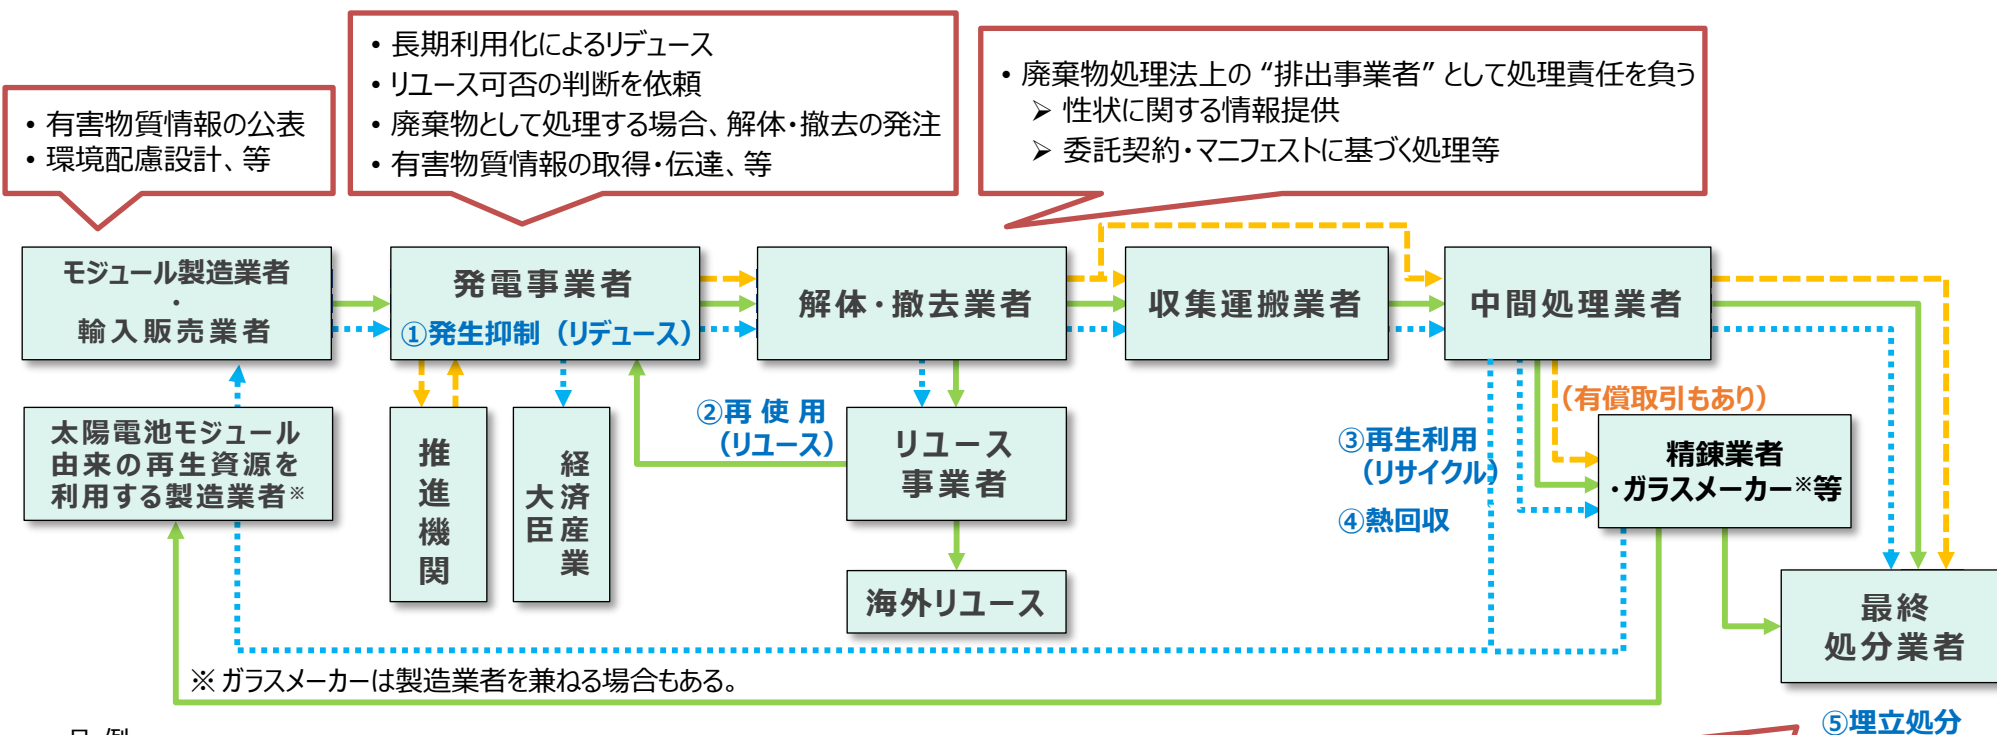 • 長期利用化によるリデュース
• リユース可否の判断を依頼
• 廃棄物として処理する場合、解体・撤去の発注
• 有害物質情報の取得・伝達、等
• 廃棄物処理法上の “排出事業者” として処理責任を負う
➢ 性状に関する情報提供
➢ 委託契約・マニフェストに基づく処理等
• 有害物質情報の公表
• 環境配慮設計、等
モジュール製造業者
・
輸入販売業者
発電事業者
①発生抑制（リデュース）
解体・撤去業者
収集運搬業者
中間処理業者
（有償取引もあり）
太陽電池モジュール
由来の再生資源を
利用する製造業者※
推進機関
経済産業
大臣
②再使用
（リユース）
リユース
事業者
③再生利用
（リサイクル）
④熱回収
精錬業者
・ガラスメーカー※等
海外リユース
最終
処分業者
※ ガラスメーカーは製造業者を兼ねる場合もある。
⑤埋立処分